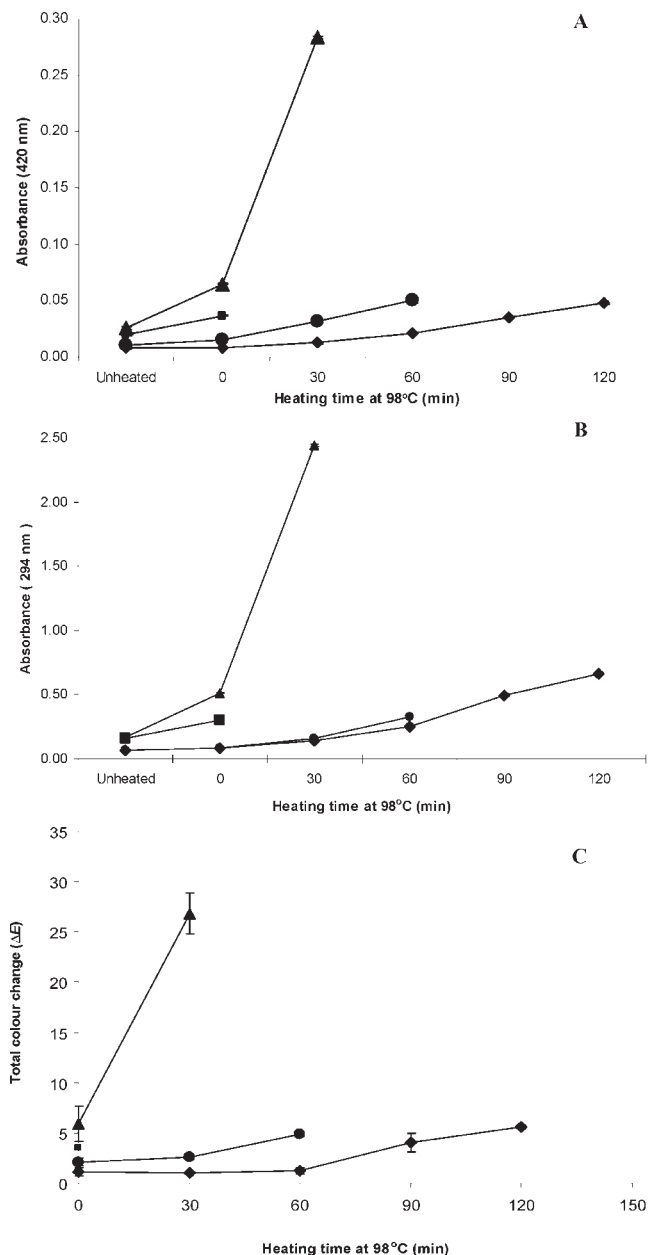 A
0.30
0.25
0.20
0.15
0.10
0.05
0.00
Absorbance (420 nm)
Unheated 0 30 60 90 120
Heating time at 98°C (min)
B
2.50
2.00
1.50
1.00
0.50
0.00
Absorbance ( 294 nm )
Unheated 0 30 60 90 120
Heating time at 98°C (min)
C
35
30
25
20
15
10
5
0
Total colour change (ΔE)
0 30 60 90 120 150
Heating time at 98°C (min)